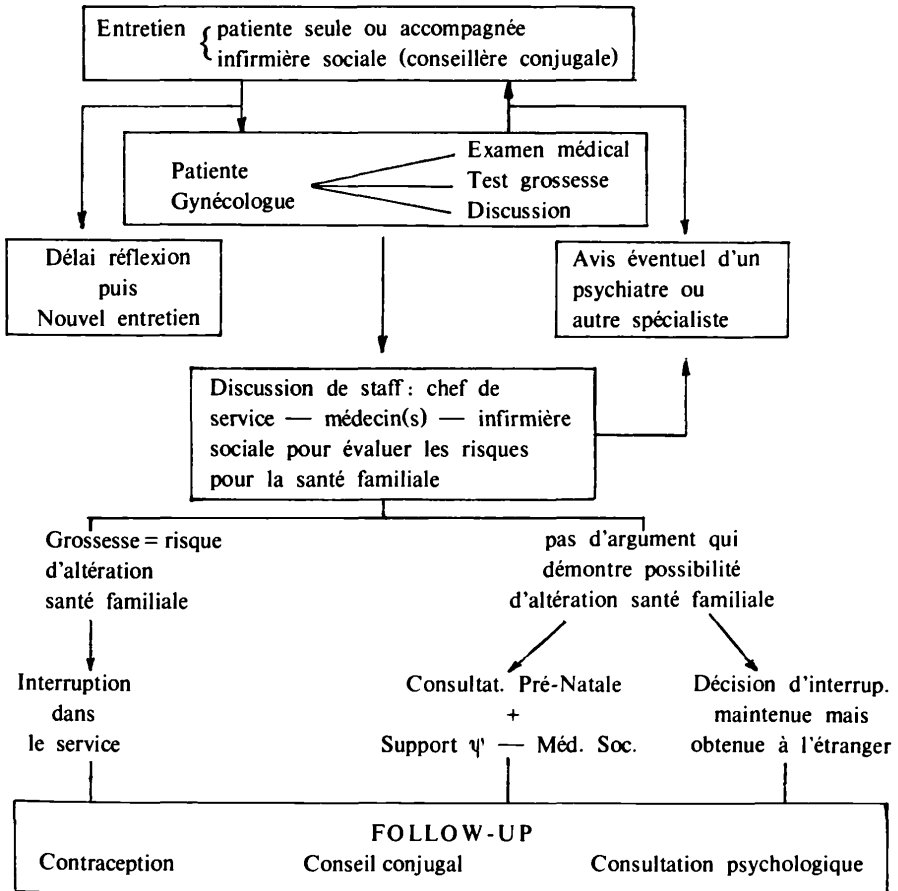 Entretien { patiente seule ou accompagnée
infirmière sociale (conseillère conjugale)
Patiente
Gynécologue
Examen médical
Test grossesse
Discussion
Délai réflexion
puis
Nouvel entretien
Avis éventuel d'un
psychiatre ou
autre spécialiste
Discussion de staff : chef de
service — médecin(s) — infirmière
sociale pour évaluer les risques
pour la santé familiale
Grossesse = risque
d'altération
santé familiale
pas d'argument qui
démontre possibilité
d'altération santé familiale
Interruption
dans
le service
Consultat. Pré-Natale
+
Support ψ — Méd. Soc.
Décision d'interrup.
maintenue mais
obtenue à l'étranger
FOLLOW-UP
Contraception Conseil conjugal Consultation psychologique